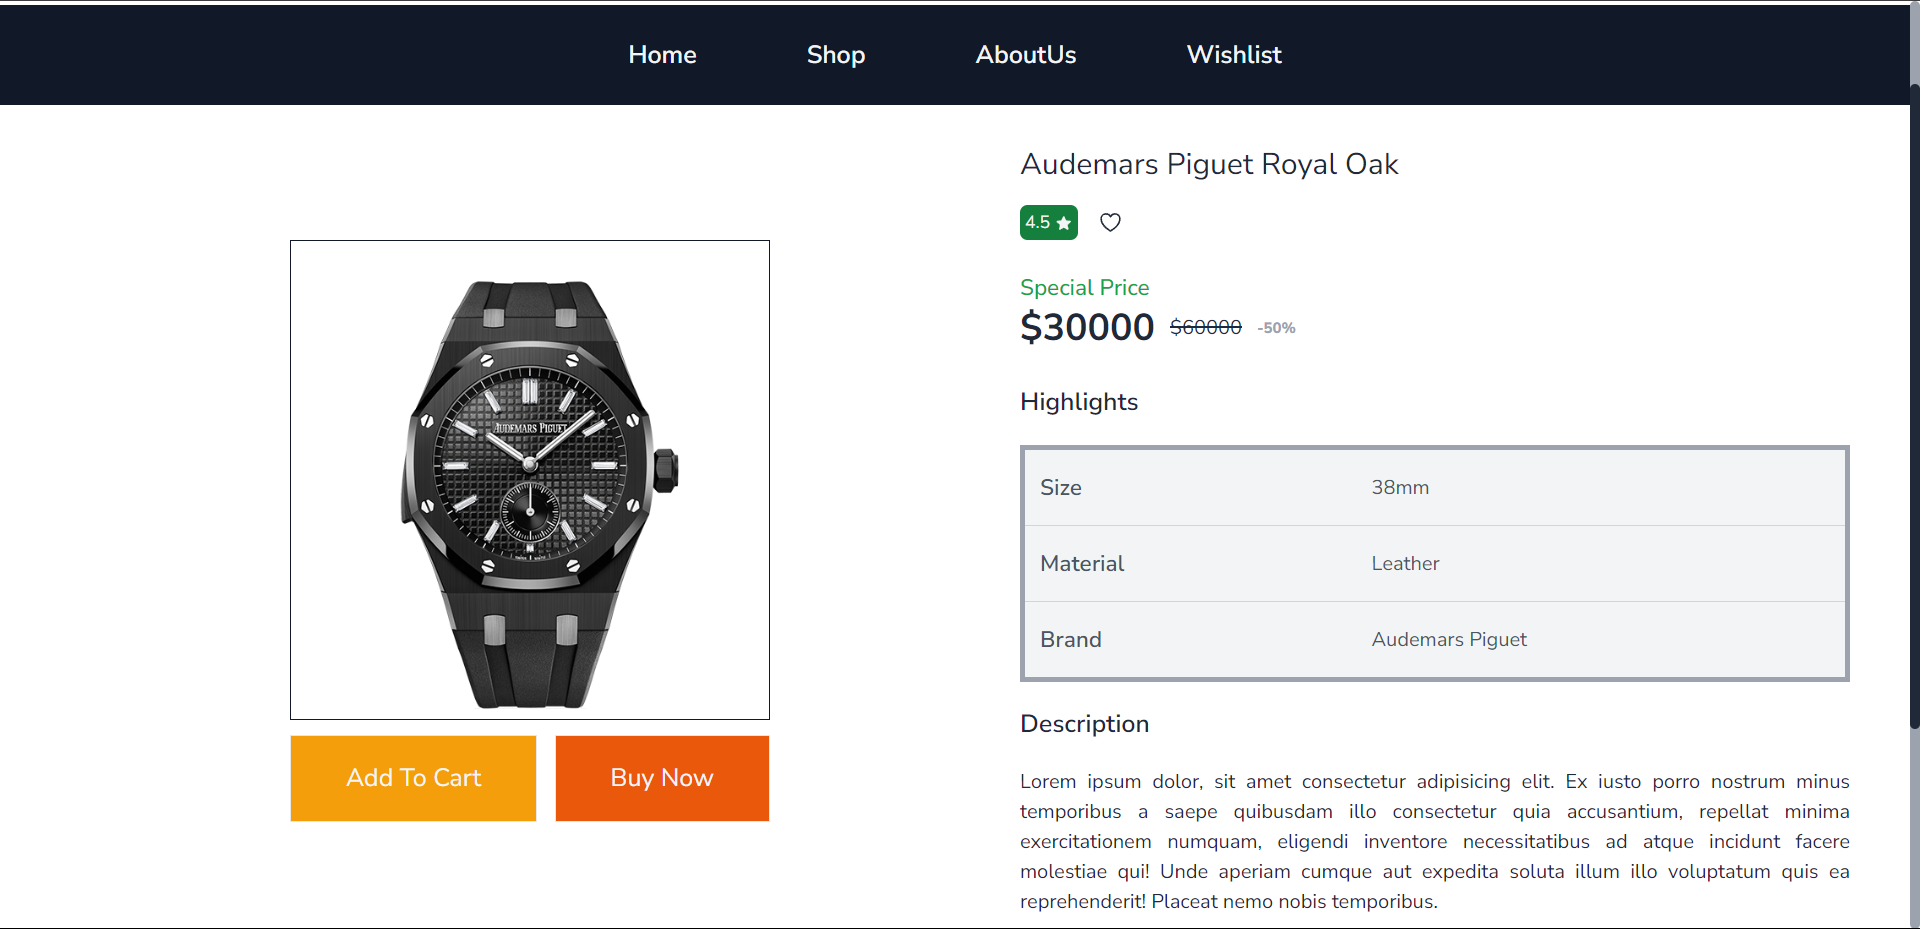 Home Shop AboutUs Wishlist
Audemars Piguet Royal Oak
4.5
Special Price
$30000 $60000 -50%
Highlights
Size 38mm
Material Leather
Brand Audemars Piguet
AUDEMARS PIGUET
Add To Cart Buy Now
Description
Lorem ipsum dolor, sit amet consectetur adipisicing elit. Ex iusto porro nostrum minus
temporibus a saepe quibusdam illo consectetur quia accusantium, repellat minima
exercitationem numquam, eligendi inventore necessitatibus ad atque incidunt facere
molestiae qui! Unde aperiam cumque aut expedita soluta illum illo voluptatum quis ea
reprehenderit! Placeat nemo nobis temporibus.